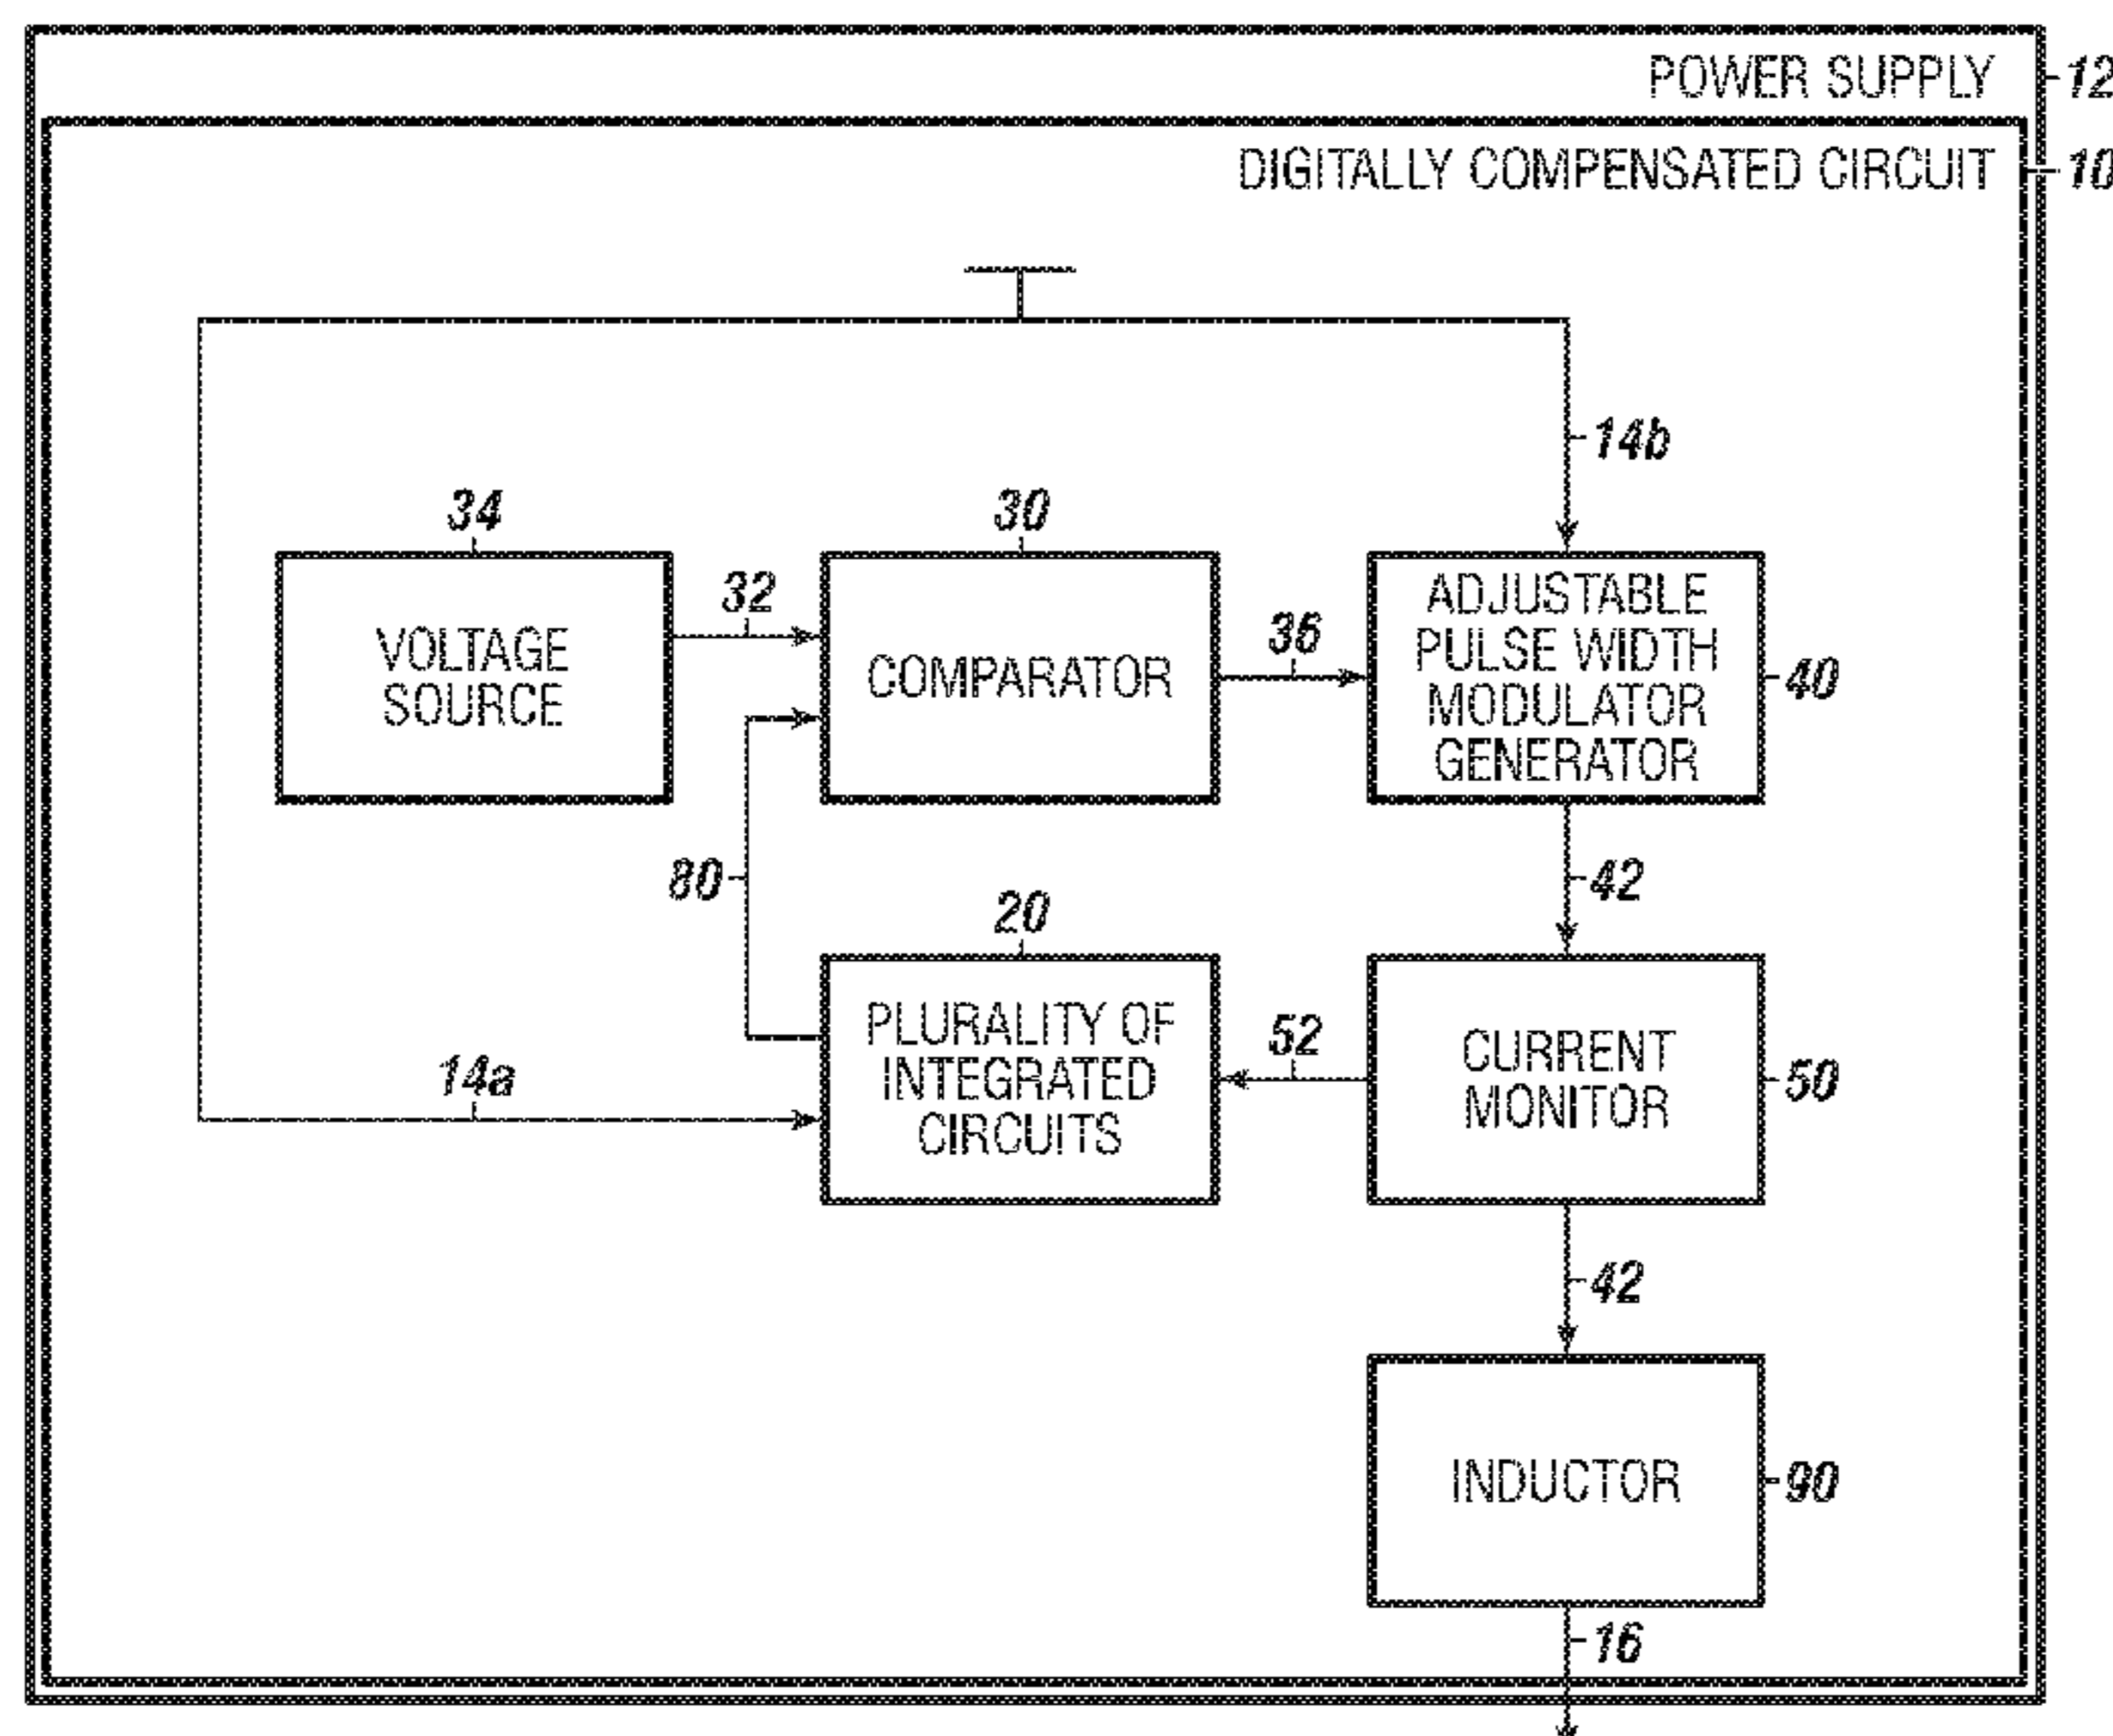 POWER SUPPLY
12
DIGITALLY COMPENSATED CIRCUIT
10
14b
34
30
32
36
VOLTAGE
SOURCE
COMPARATOR
ADJUSTABLE
PULSE WIDTH
MODULATOR
GENERATOR
40
80
42
20
PLURALITY OF
INTEGRATED
CIRCUITS
52
CURRENT
MONITOR
50
14a
42
INDUCTOR
90
16